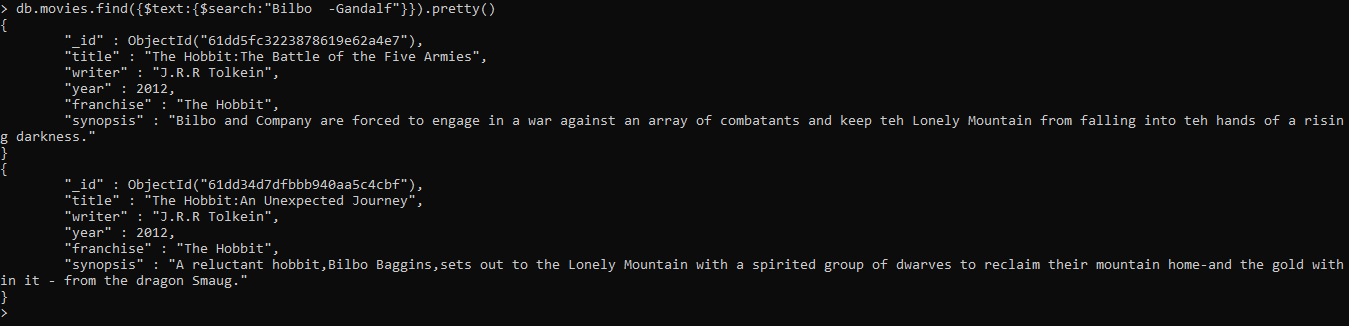 > db.movies.find({$text:{$search:"Bilbo  -Gandalf"}}).pretty()
{
        "_id" : ObjectId("61dd5fc3223878619e62a4e7"),
        "title" : "The Hobbit:The Battle of the Five Armies",
        "writer" : "J.R.R Tolkein",
        "year" : 2012,
        "franchise" : "The Hobbit",
        "synopsis" : "Bilbo and Company are forced to engage in a war against an array of combatants and keep teh Lonely Mountain from falling into teh hands of a risin
g darkness."
}
{
        "_id" : ObjectId("61dd34d7dfbbb940aa5c4cbf"),
        "title" : "The Hobbit:An Unexpected Journey",
        "writer" : "J.R.R Tolkein",
        "year" : 2012,
        "franchise" : "The Hobbit",
        "synopsis" : "A reluctant hobbit,Bilbo Baggins,sets out to the Lonely Mountain with a spirited group of dwarves to reclaim their mountain home-and the gold with
in it - from the dragon Smaug."
}
>